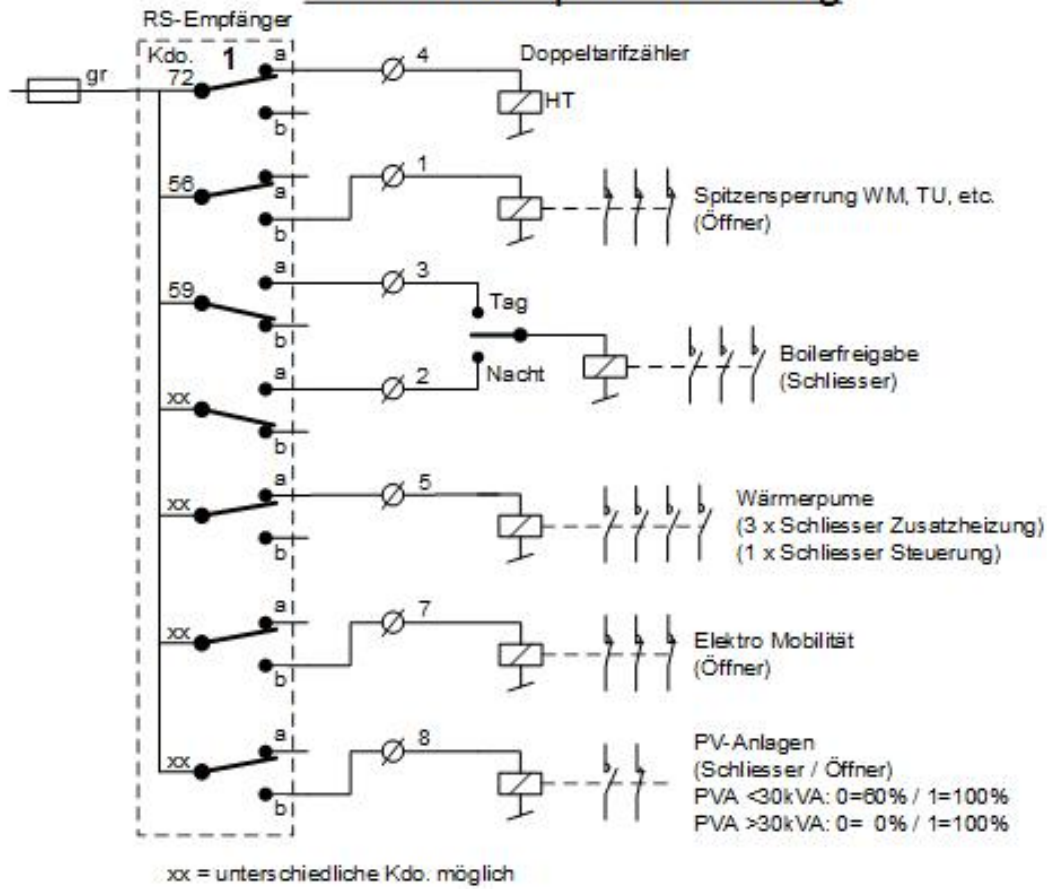 RS-Empfänger
Kdo.
1
a
4
Doppeltarifzähler
gr
72
HT
b
56
a
1
Spitzensperrung WM, TU, etc.
(Öffner)
b
59
a
3
Tag
b
Boilerfreigabe
(Schliesser)
xx
a
2
Nacht
b
xx
a
5
Wärmerpume
(3 x Schliesser Zusatzheizung)
(1 x Schliesser Steuerung)
b
xx
a
7
Elektro Mobilität
(Öffner)
b
xx
a
8
PV-Anlagen
(Schliesser / Öffner)
PVA <30kVA: 0=60% / 1=100%
PVA >30kVA: 0= 0% / 1=100%
b
xx = unterschiedliche Kdo. möglich